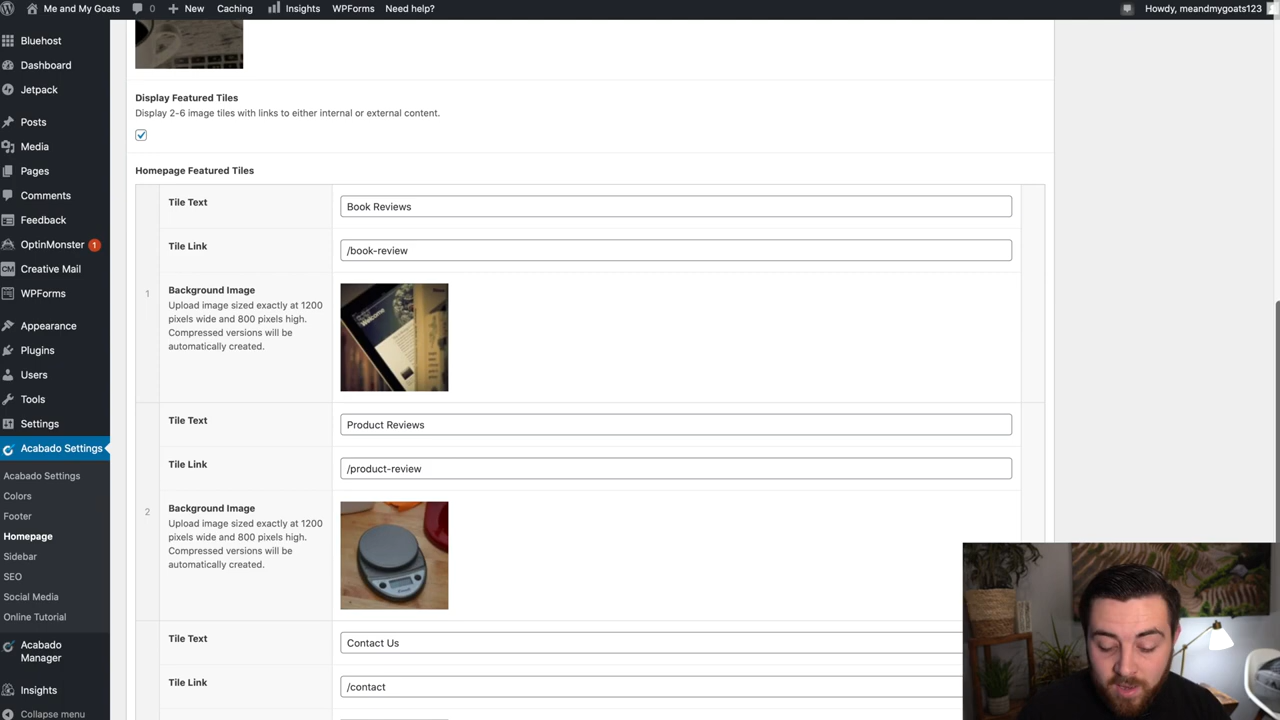 Me and My Goats 0 New Caching Insights WPForms Need help? Howdy, meandmygoats123
Bluehost
Dashboard
Jetpack
Posts
Media
Pages
Comments
Feedback
OptinMonster 1
Creative Mail
WPForms
Appearance
Plugins
Users
Tools
Settings
Acabado Settings
Acabado Settings
Colors
Footer
Homepage
Sidebar
SEO
Social Media
Online Tutorial
Acabado
Manager
Insights
Collapse menu
Display Featured Tiles
Display 2-6 image tiles with links to either internal or external content.
Homepage Featured Tiles
1
Tile Text
Book Reviews
Tile Link
/book-review
Background Image
Upload image sized exactly at 1200
pixels wide and 800 pixels high.
Compressed versions will be
automatically created.
2
Tile Text
Product Reviews
Tile Link
/product-review
Background Image
Upload image sized exactly at 1200
pixels wide and 800 pixels high.
Compressed versions will be
automatically created.
Tile Text
Contact Us
Tile Link
/contact